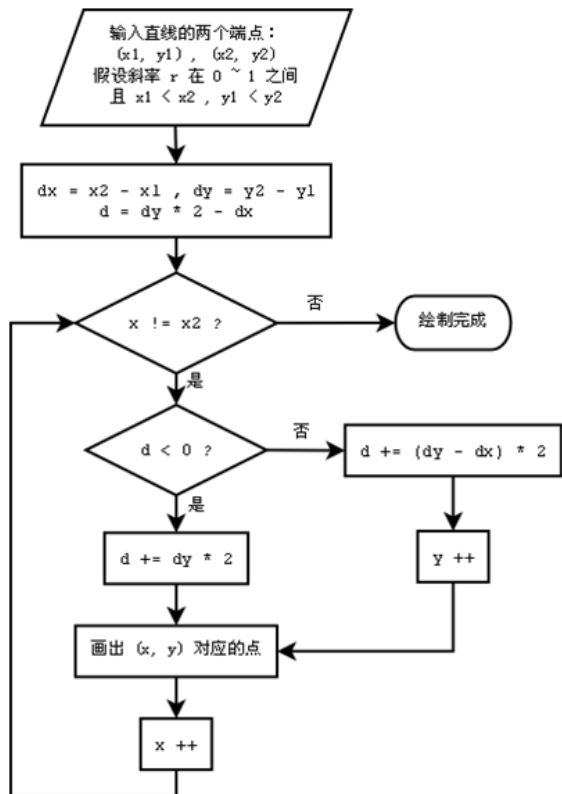 输入直线的两个端点：
(x1, y1) , (x2, y2)
假设斜率 r 在 0 ~ 1 之间
且 x1 < x2 , y1 < y2
dx = x2 - x1 , dy = y2 - y1
d = dy * 2 - dx
x != x2 ?
否
绘制完成
是
d < 0 ?
否
d += (dy - dx) * 2
是
d += dy * 2
y ++
画出 (x, y) 对应的点
x ++